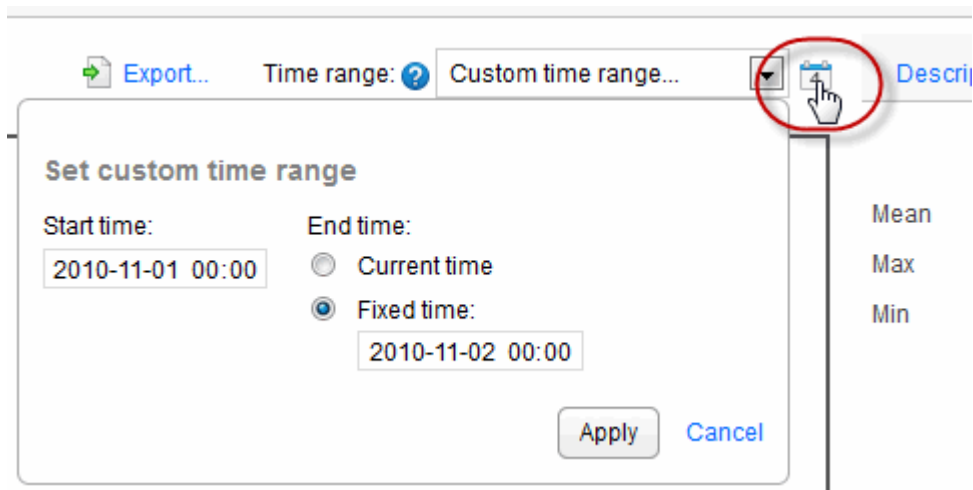 Export... Time range: Custom time range... 4 Descrip
Set custom time range
Start time: End time:
2010-11-01 00:00 Current time
Fixed time:
2010-11-02 00:00
Apply Cancel
Mean
Max
Min